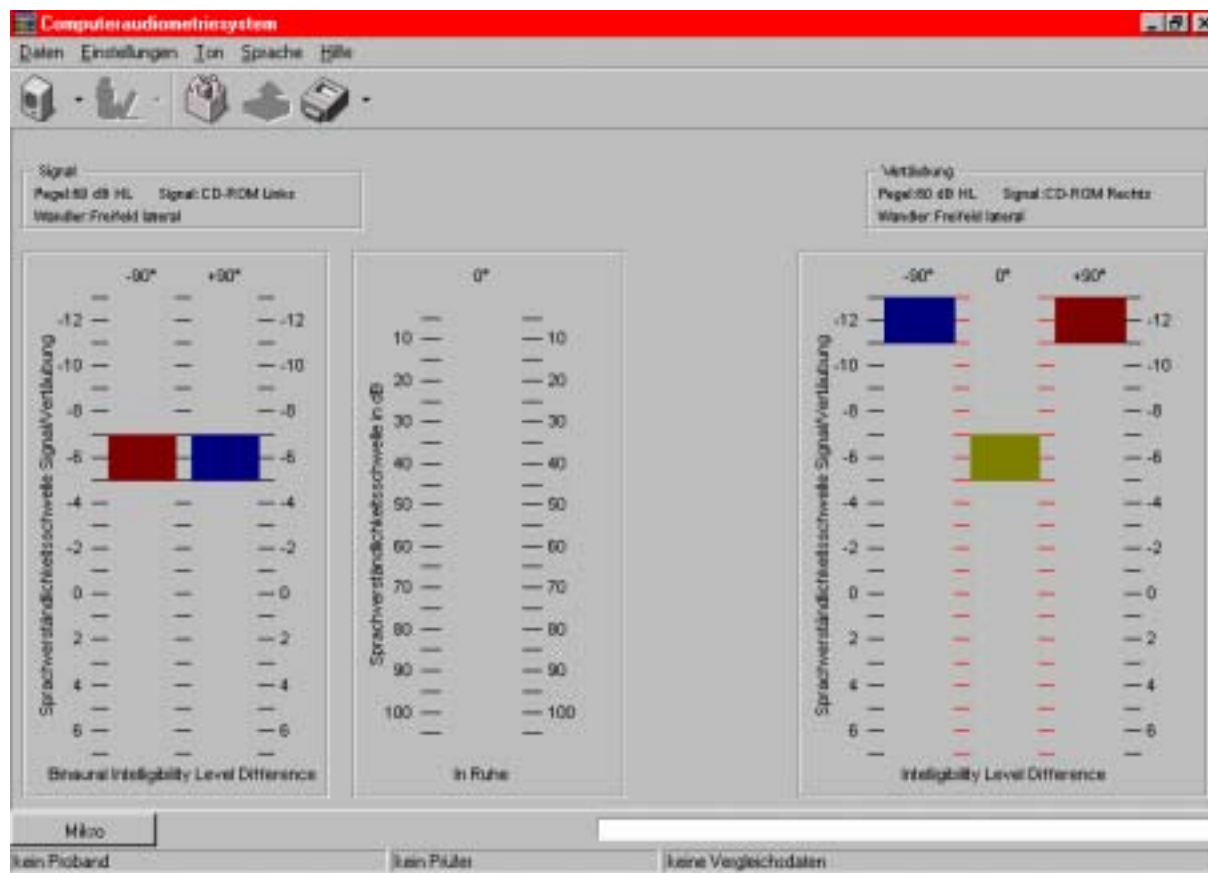 Computeraudiometriesystem
Daten Einstellungen Ton Sprache Hilfe
Signal
Pegel:60 dB HL Signal:CD-ROM Links
Wandler:Freifeld lateral
Vertäubung
Pegel:60 dB HL Signal:CD-ROM Rechts
Wandler:Freifeld lateral
-90° +90°
Sprachverständlichkeitsschwelle Signal/Vertäubung
-12 -12
-10 -10
-8 -8
-6 -6
-4 -4
-2 -2
0 0
2 2
4 4
6 6
Binaural Intelligibility Level Difference
0°
Sprachverständlichkeitsschwelle in dB
10 10
20 20
30 30
40 40
50 50
60 60
70 70
80 80
90 90
100 100
In Ruhe
-90° 0° +90°
Sprachverständlichkeitsschwelle Signal/Vertäubung
-12 -12
-10 -10
-8 -8
-6 -6
-4 -4
-2 -2
0 0
2 2
4 4
6 6
Intelligibility Level Difference
Mikro
kein Proband kein Prüfer keine Vergleichsdaten